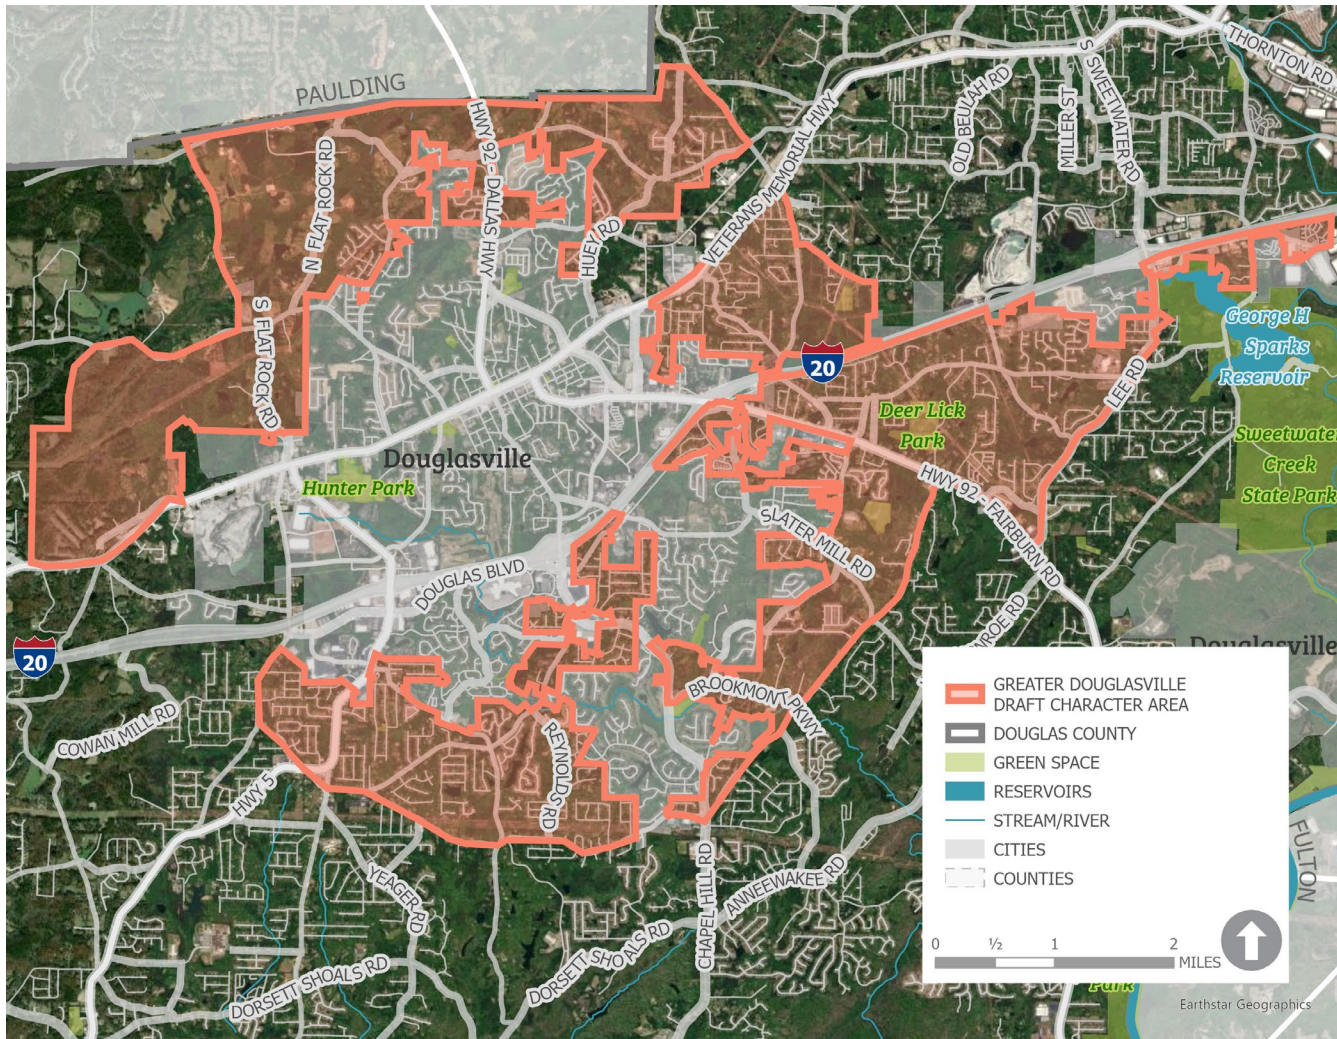 PAULDING
THORNTON RD
S SWEETWATER RD
OLD BEULAH RD
MILLER ST
HWY 92 - DALLAS HWY
VETERANS MEMORIAL HWY
N FLAT ROCK RD
HUEY RD
S FLAT ROCK RD
George H
Sparks
Reservoir
20
LEE RD
Deer Lick
Park
Sweetwate
Creek
State Park
Douglasville
Hunter Park
HWY 92 - FAIRBURN RD
SLATER MILL RD
DOUGLAS BLVD
20
Douglasville
BROOKMONT PKWY
COWAN MILL RD
REYNOLDS RD
HWY 5
YEAGER RD
CHAPEL HILL RD
ANNEEWAKEE RD
DORSETT SHOALS RD
DORSETT SHOALS RD
GREATER DOUGLASVILLE
DRAFT CHARACTER AREA
DOUGLAS COUNTY
GREEN SPACE
RESERVOIRS
STREAM/RIVER
CITIES
COUNTIES
0 ½ 1 2
MILES
FULTON
Park
Earthstar Geographics